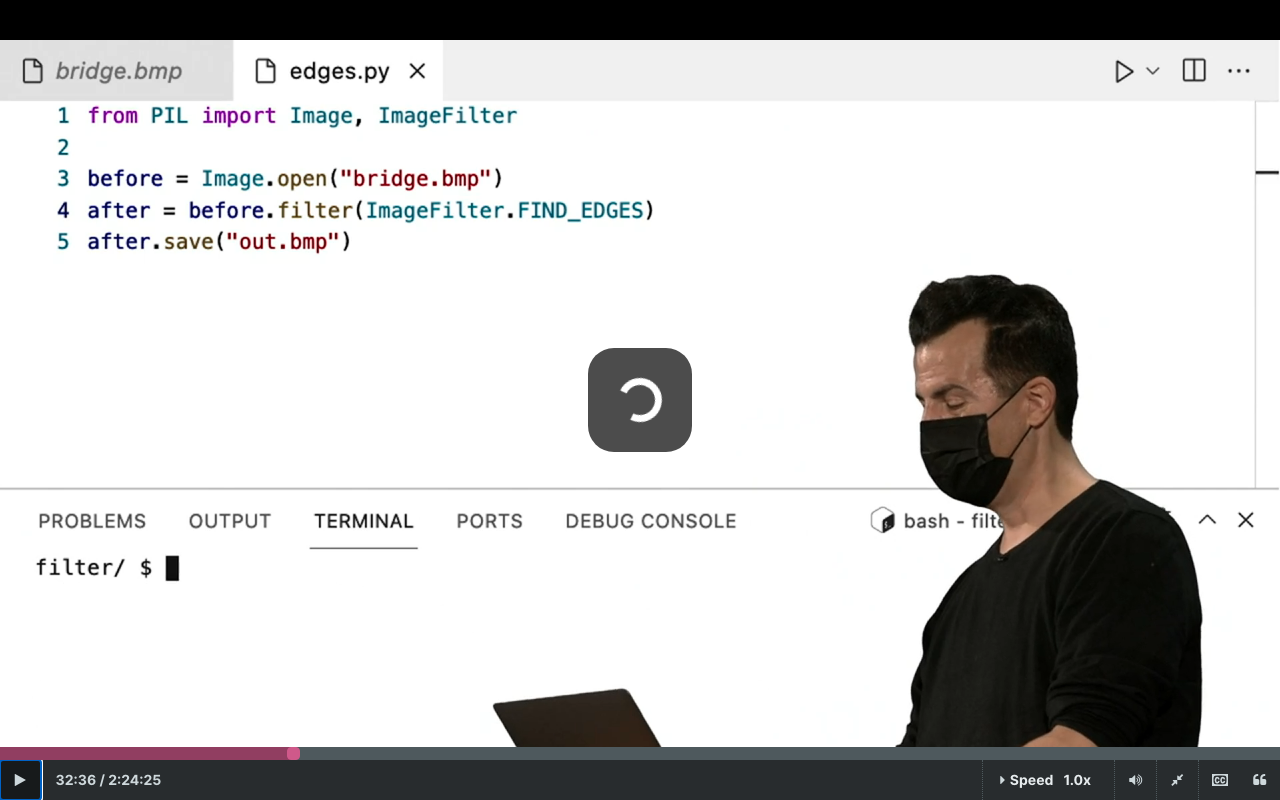 bridge.bmp
edges.py
1 from PIL import Image, ImageFilter
2
3 before = Image.open("bridge.bmp")
4 after = before.filter(ImageFilter.FIND_EDGES)
5 after.save("out.bmp")
PROBLEMS OUTPUT TERMINAL PORTS DEBUG CONSOLE
bash - filte
filter/ $
32:36 / 2:24:25
Speed 1.0x
CC